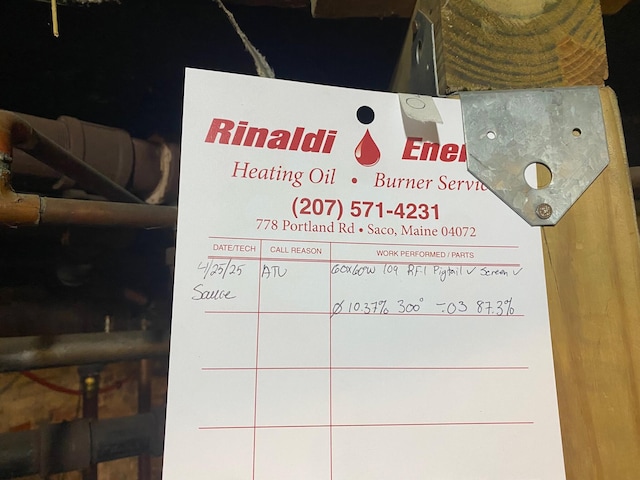 Rinaldi Ener
Heating Oil • Burner Servic
(207) 571-4231
778 Portland Rd • Saco, Maine 04072
DATE/TECH CALL REASON WORK PERFORMED / PARTS
4/25/25 ATU 60x60W 109 RF1 Pigtail ✓ Screen ✓
Sauce
Ø 10.37% 300° -.03 87.3%